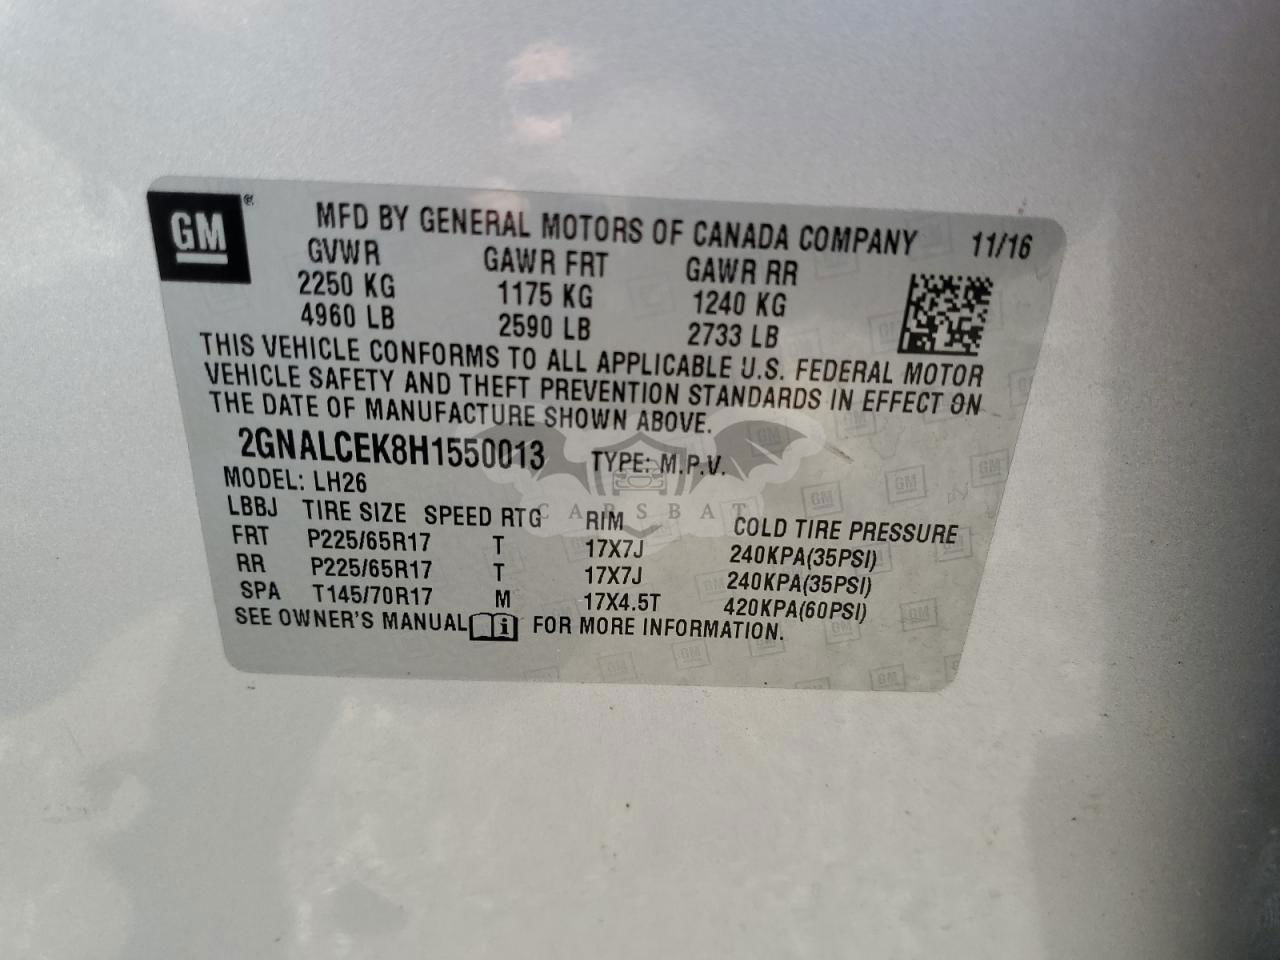 GM
MFD BY GENERAL MOTORS OF CANADA COMPANY 11/16
GVWR GAWR FRT GAWR RR
2250 KG 1175 KG 1240 KG
4960 LB 2590 LB 2733 LB
THIS VEHICLE CONFORMS TO ALL APPLICABLE U.S. FEDERAL MOTOR
VEHICLE SAFETY AND THEFT PREVENTION STANDARDS IN EFFECT ON
THE DATE OF MANUFACTURE SHOWN ABOVE.
2GNALCEK8H1550013 TYPE: M.P.V.
MODEL: LH26
LBBJ TIRE SIZE SPEED RTG RIM COLD TIRE PRESSURE
FRT P225/65R17 T 17X7J 240KPA(35PSI)
RR P225/65R17 T 17X7J 240KPA(35PSI)
SPA T145/70R17 M 17X4.5T 420KPA(60PSI)
SEE OWNER'S MANUAL i FOR MORE INFORMATION.
CARSBAT